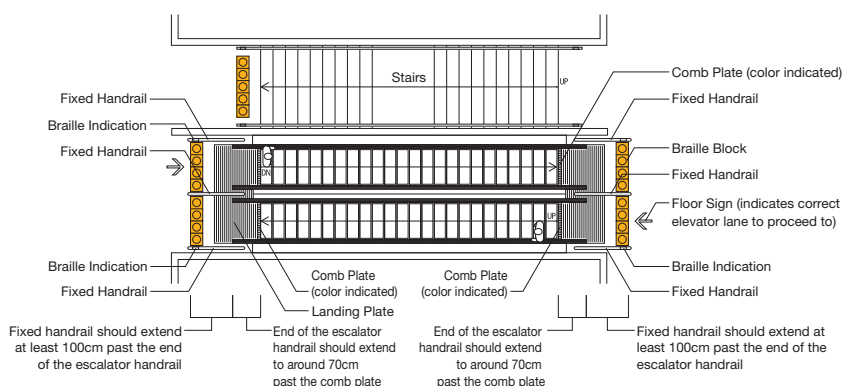 Stairs
UP
Fixed Handrail
Braille Indication
Fixed Handrail
Comb Plate (color indicated)
Fixed Handrail
Braille Block
Fixed Handrail
Floor Sign (indicates correct
elevator lane to proceed to)
DN
UP
Braille Indication
Fixed Handrail
Comb Plate
(color indicated)
Landing Plate
Comb Plate
(color indicated)
Braille Indication
Fixed Handrail
Fixed handrail should extend
at least 100cm past the end
of the escalator handrail
End of the escalator
handrail should extend
to around 70cm
past the comb plate
End of the escalator
handrail should extend
to around 70cm
past the comb plate
Fixed handrail should extend at
least 100cm past the end of the
escalator handrail